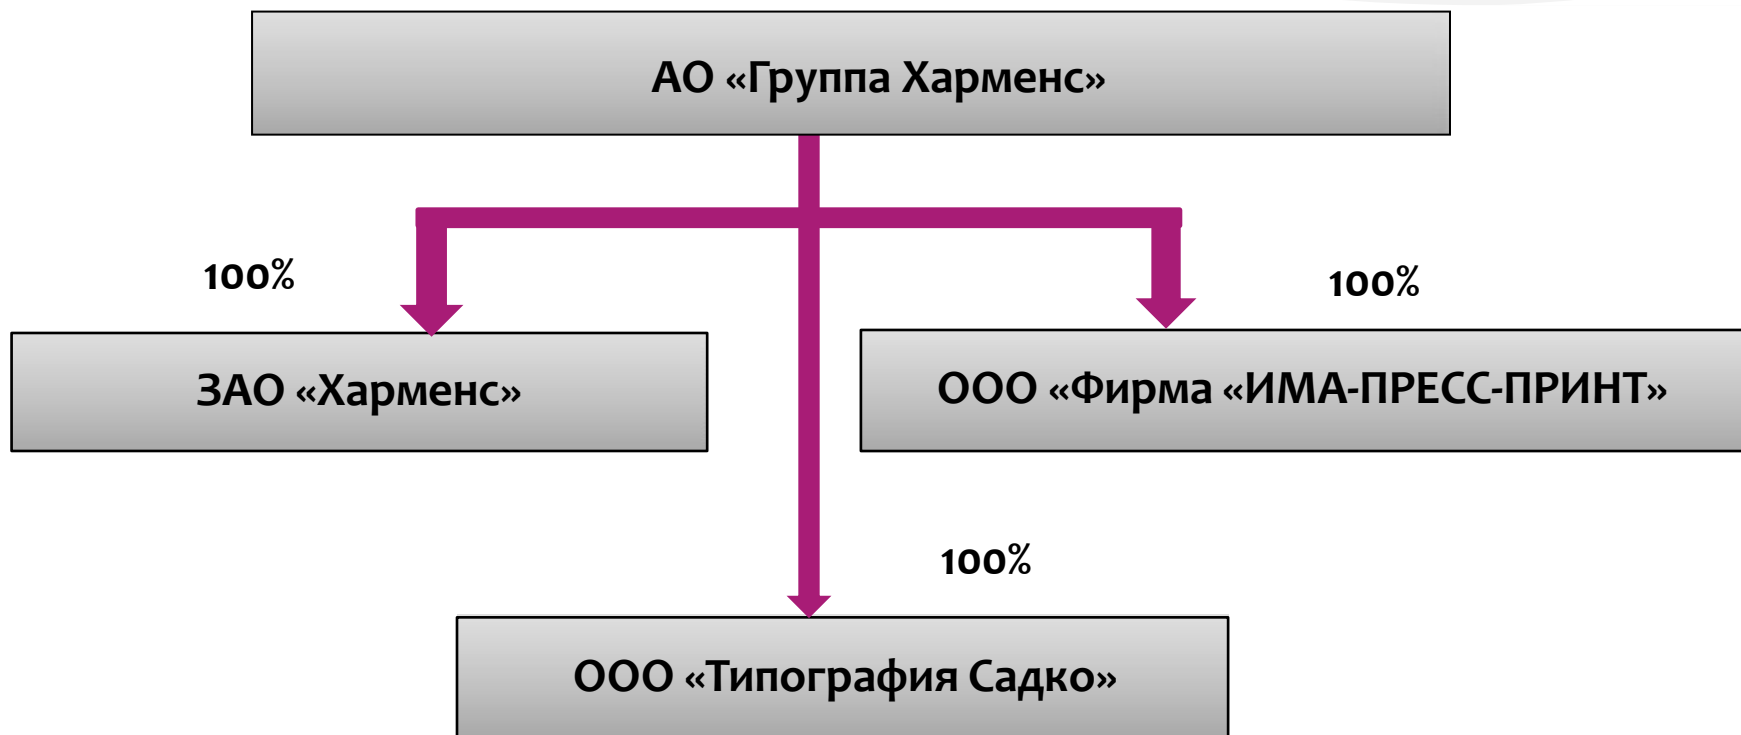 АО «Группа Харменс»
100%
100%
ЗАО «Харменс»
ООО «Фирма «ИМА-ПРЕСС-ПРИНТ»
100%
ООО «Типография Садко»